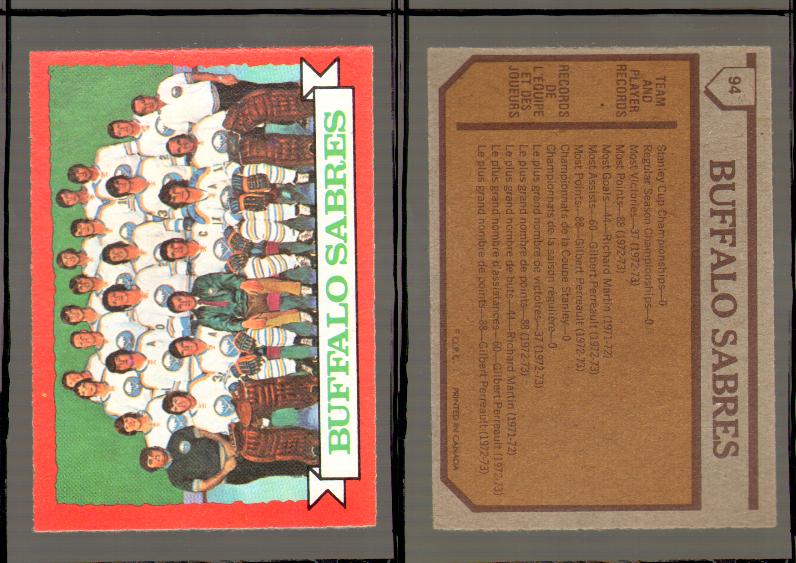 BUFFALO SABRES
94
BUFFALO SABRES
TEAM
AND
PLAYER
RECORDS
RECORDS
DE
L'ÉQUIPE
ET DES
JOUEURS
Stanley Cup Championships—0
Regular Season Championships—0
Most Victories—37 (1972-73)
Most Points—88 (1972-73)
Most Goals—44—Richard Martin (1971-72)
Most Assists—60—Gilbert Perreault (1972-73)
Most Points—88—Gilbert Perreault (1972-73)
Championnats de la Coupe Stanley—0
Championnats de la saison régulière—0
Le plus grand nombre de victoires—37 (1972-73)
Le plus grand nombre de points—88 (1972-73)
Le plus grand nombre de buts—44—Richard Martin (1971-72)
Le plus grand nombre d'assistances—60—Gilbert Perreault (1972-73)
Le plus grand nombre de points—88—Gilbert Perreault (1972-73)
PRINTED IN CANADA